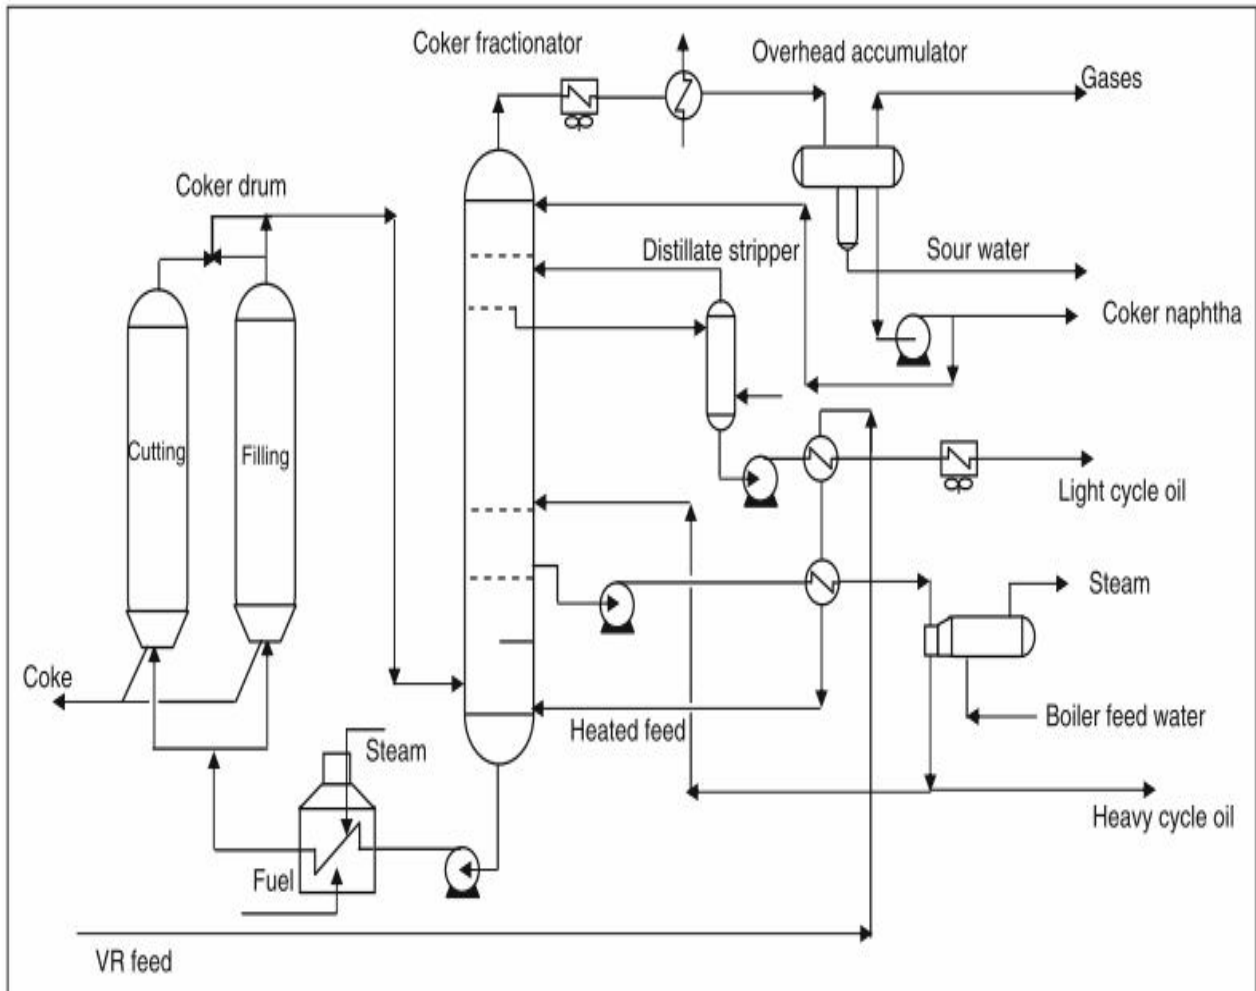 Coker fractionator
Overhead accumulator
Gases
Coker drum
Distillate stripper
Sour water
Coker naphtha
Cutting
Filling
Light cycle oil
Steam
Coke
Boiler feed water
Heated feed
Steam
Heavy cycle oil
Fuel
VR feed